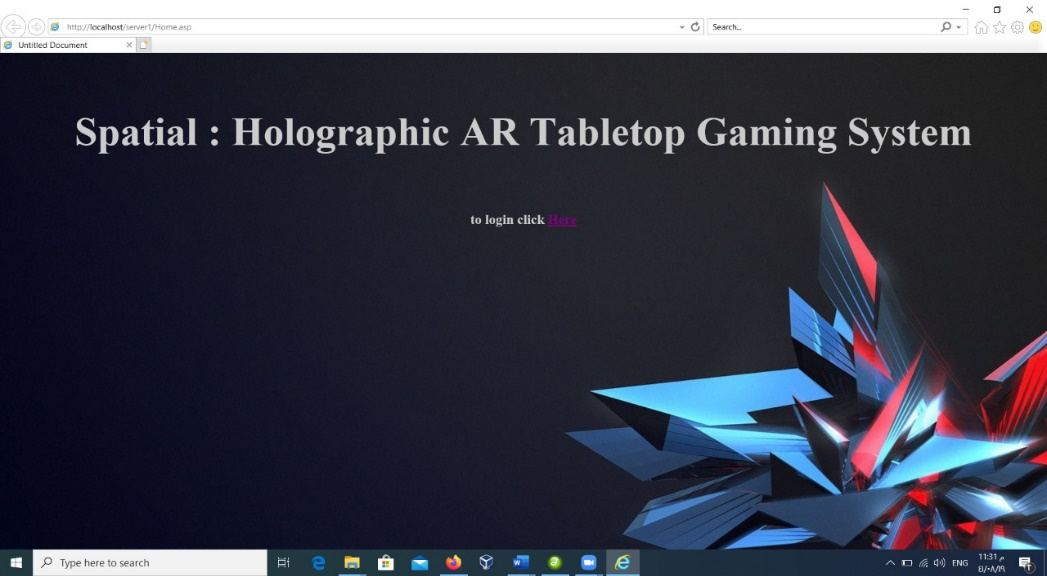 http://localhost/server1/Home.asp
Search...
Untitled Document
Spatial : Holographic AR Tabletop Gaming System
to login click Here
Type here to search
ENG
11:31 م